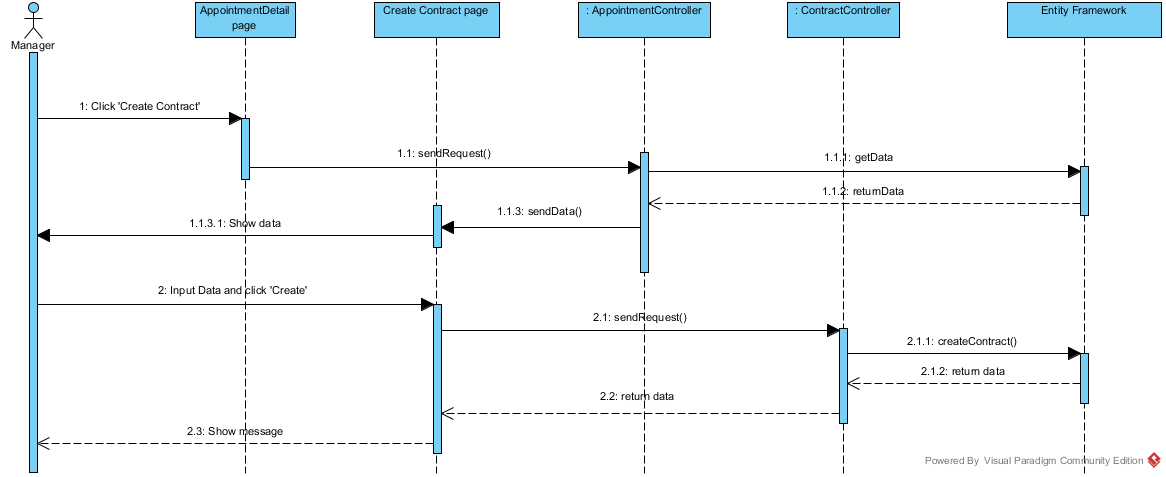 AppointmentDetail
page
Create Contract page
: AppointmentController
: ContractController
Entity Framework
Manager
1: Click 'Create Contract'
1.1: sendRequest()
1.1.1: getData
1.1.2: returnData
1.1.3: sendData()
1.1.3.1: Show data
2: Input Data and click 'Create'
2.1: sendRequest()
2.1.1: createContract()
2.1.2: return data
2.2: return data
2.3: Show message
Powered By Visual Paradigm Community Edition